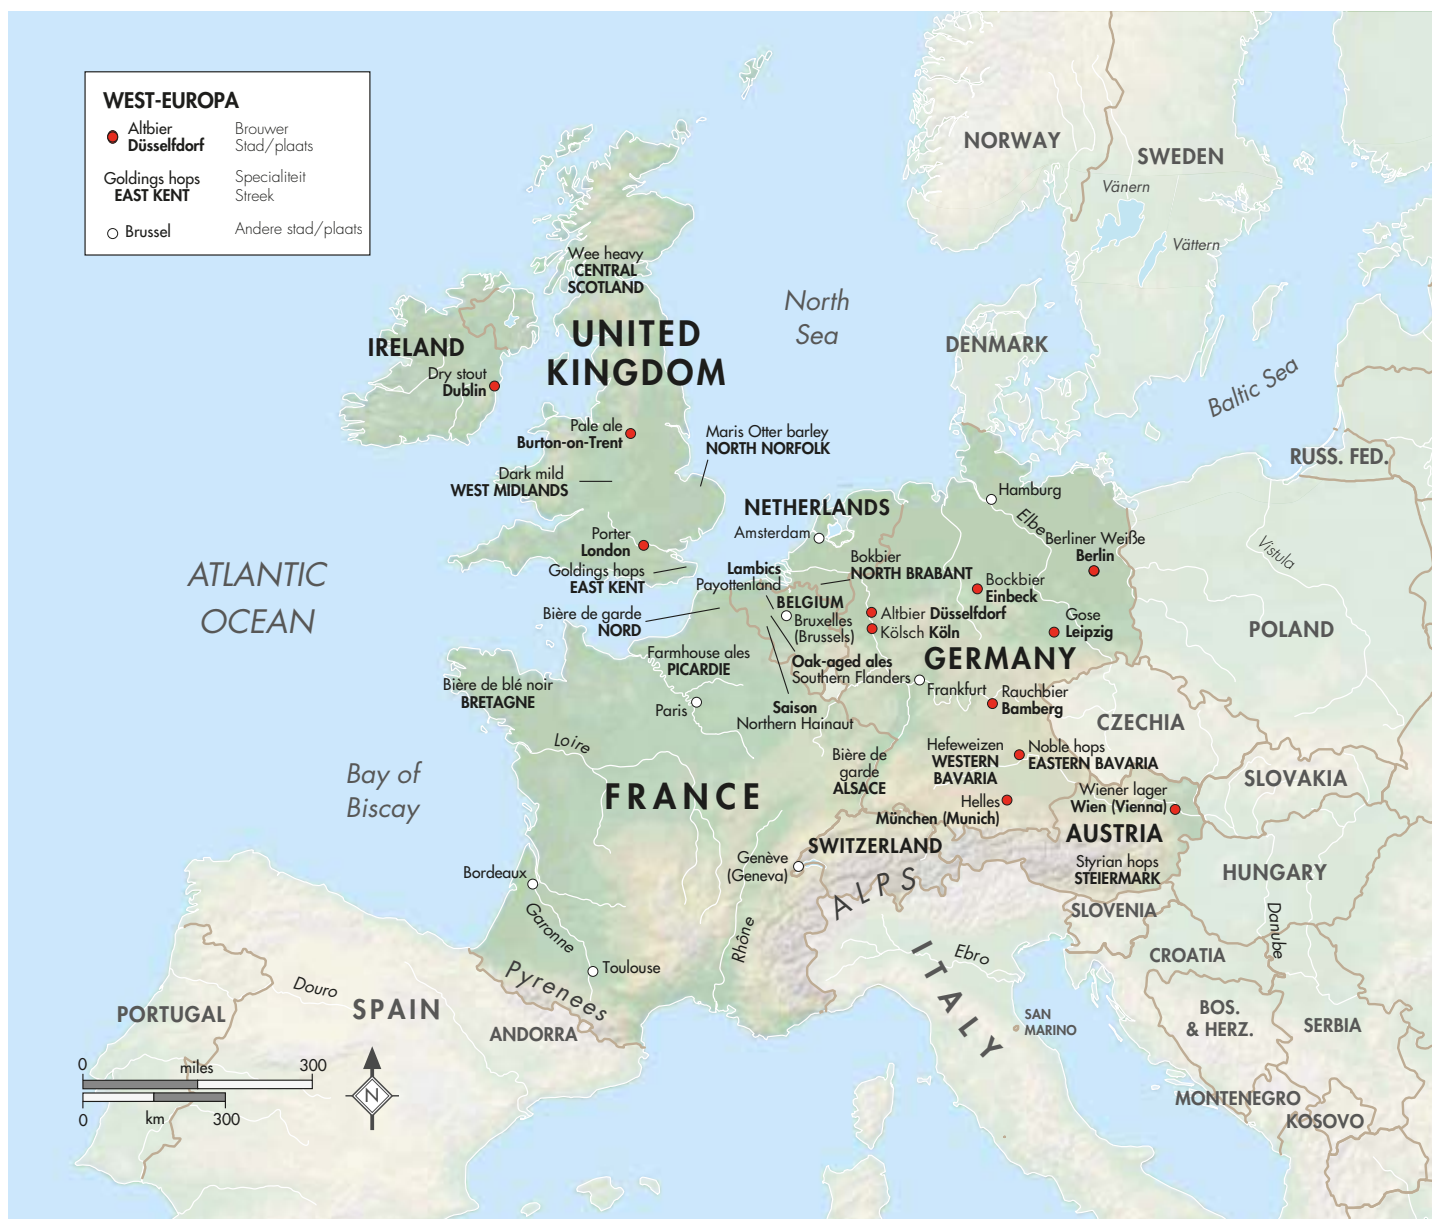 WEST-EUROPA
Altbier
Düsselfdorf
Brouwer
Stad/plaats
Goldings hops
EAST KENT
Specialiteit
Streek
Brussel
Andere stad/plaats
NORWAY
SWEDEN
Vänern
Vättern
Wee heavy
CENTRAL
SCOTLAND
North
Sea
UNITED
KINGDOM
IRELAND
Dry stout
Dublin
DENMARK
Baltic Sea
Pale ale
Burton-on-Trent
Maris Otter barley
NORTH NORFOLK
RUSS. FED.
Dark mild
WEST MIDLANDS
Hamburg
NETHERLANDS
Amsterdam
Elbe
Porter
London
Berliner Weiße
Berlin
Vistula
Goldings hops
EAST KENT
Lambics
Payottenland
Bokbier
NORTH BRABANT
Bockbier
Einbeck
ATLANTIC
OCEAN
Bière de garde
NORD
BELGIUM
Bruxelles
(Brussels)
Altbier Düsselfdorf
Kölsch Köln
Gose
Leipzig
POLAND
Farmhouse ales
PICARDIE
Oak-aged ales
Southern Flanders
GERMANY
Bière de blé noir
BRETAGNE
Paris
Saison
Northern Hainaut
Frankfurt
Rauchbier
Bamberg
CZECHIA
Loire
Bière de
garde
ALSACE
Hefeweizen
WESTERN
BAVARIA
Noble hops
EASTERN BAVARIA
SLOVAKIA
Bay of
Biscay
FRANCE
Helles
München (Munich)
Wiener lager
Wien (Vienna)
AUSTRIA
SWITZERLAND
Genève
(Geneva)
ALPS
Styrian hops
STEIERMARK
HUNGARY
Bordeaux
Garonne
Rhône
SLOVENIA
Danube
CROATIA
Toulouse
Pyrenees
Ebro
ITALY
Douro
SPAIN
PORTUGAL
ANDORRA
SAN
MARINO
BOS.
& HERZ.
SERBIA
0
miles
300
0
km
300
N
MONTENEGRO
KOSOVO